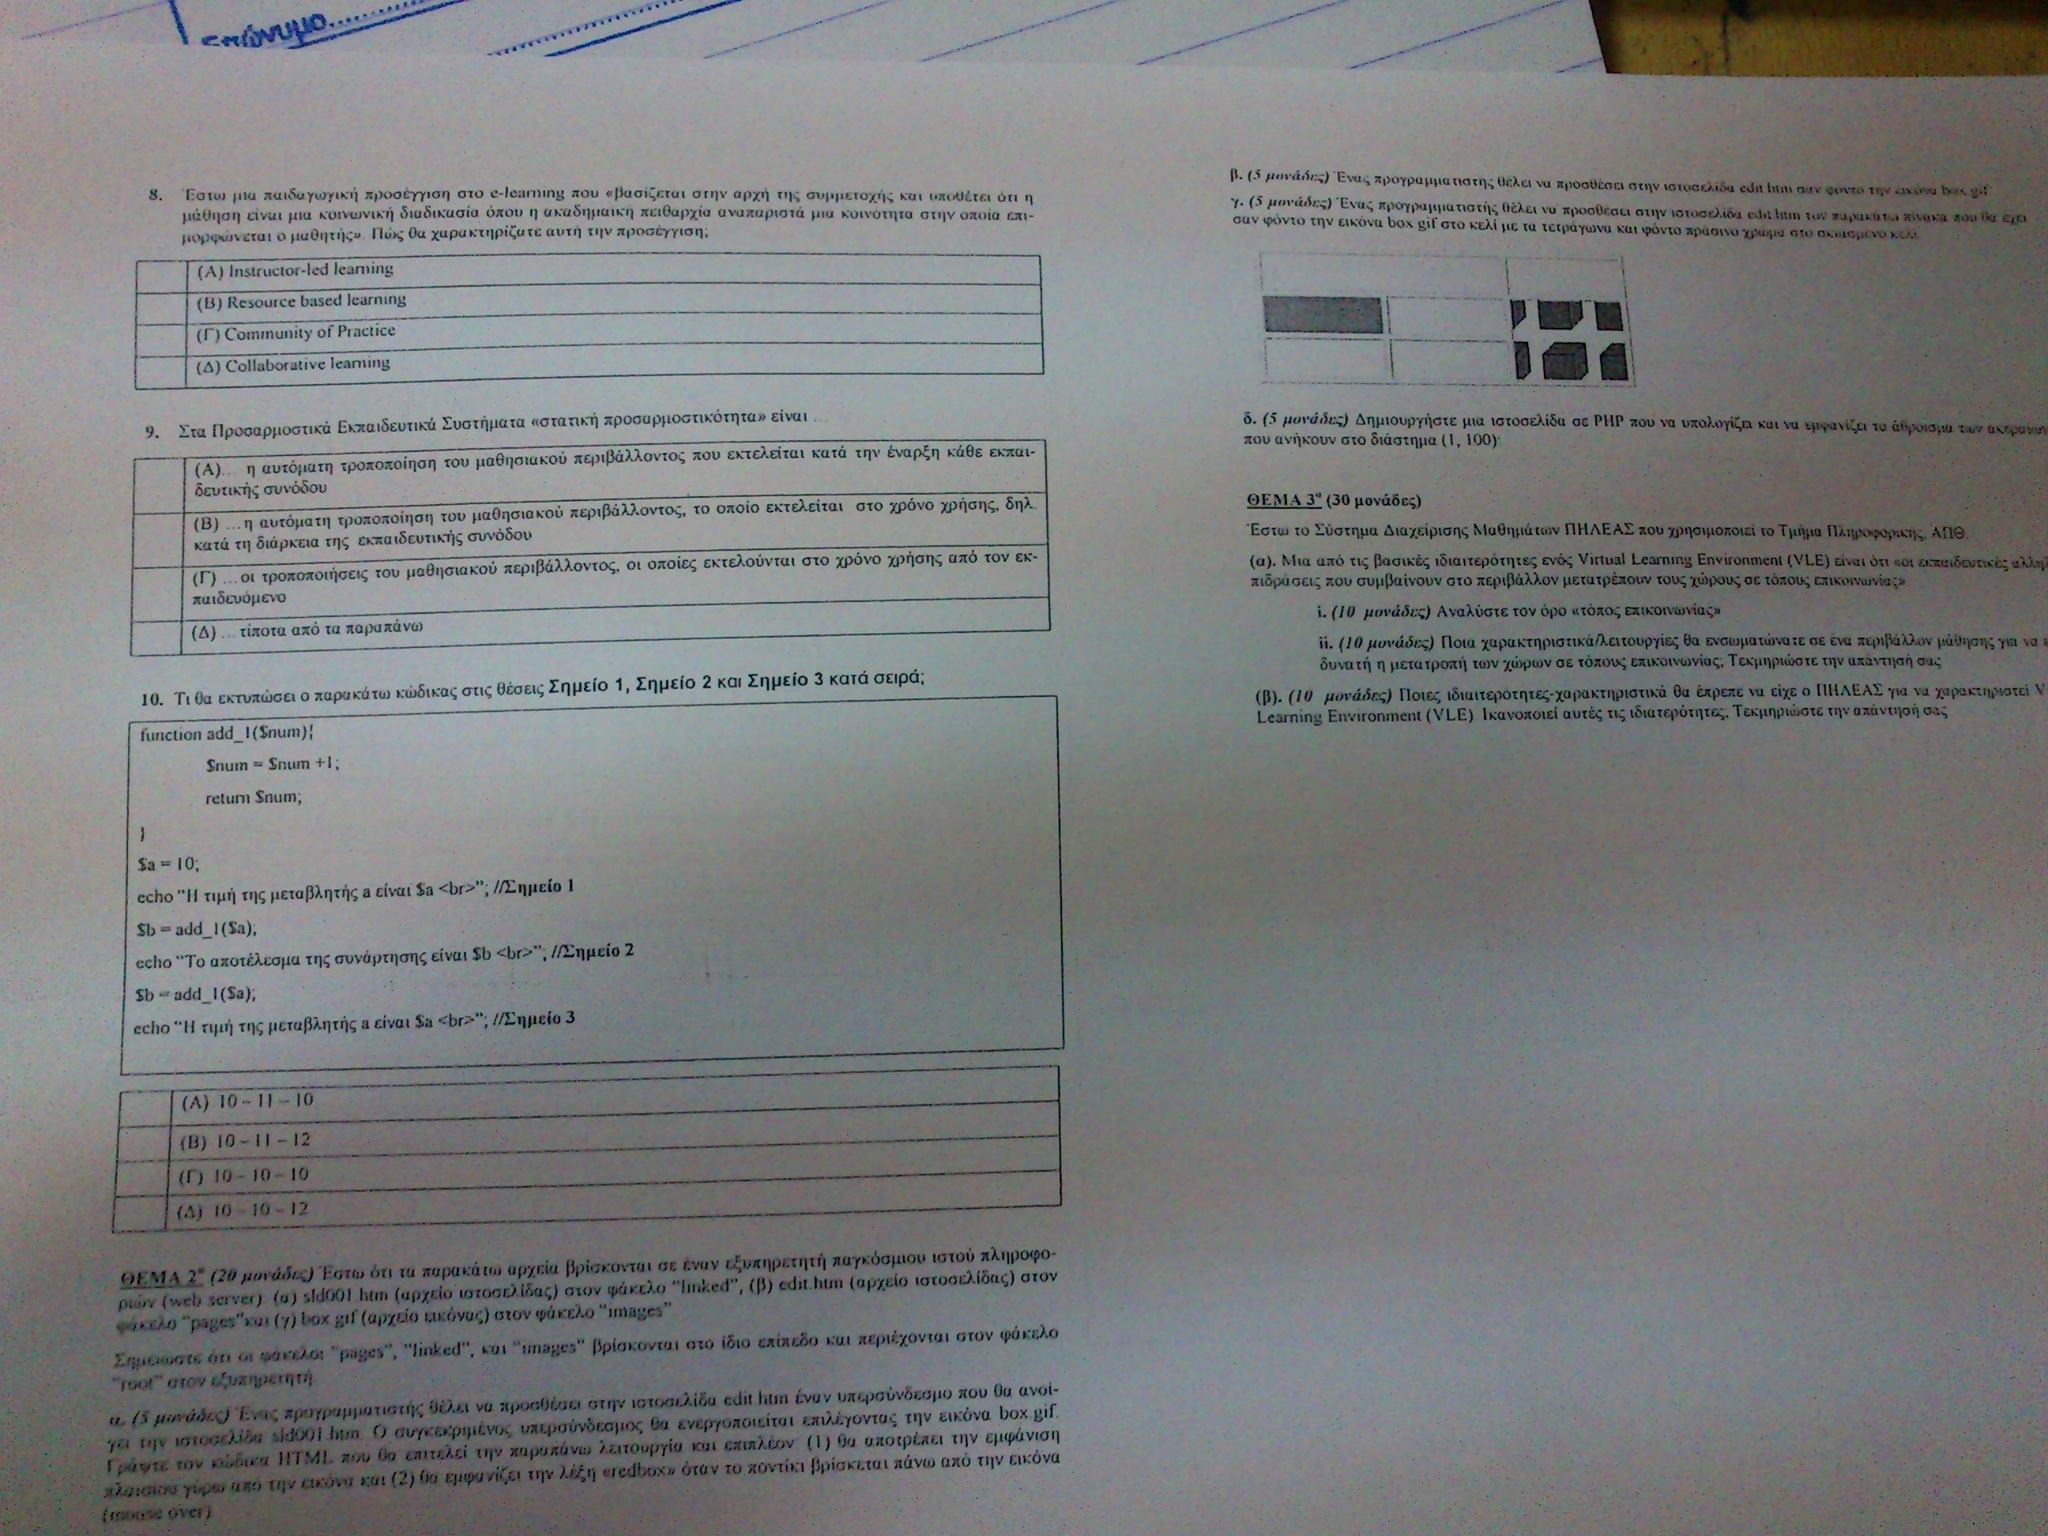 Επώνυμο
8. Έστω μια παιδαγωγική προσέγγιση στο e-learning που «βασίζεται στην αρχή της συμμετοχής και υποθέτει ότι η
μάθηση είναι μια κοινωνική διαδικασία όπου η ακαδημαϊκή πειθαρχία αναπαριστά μια κοινότητα στην οποία επι-
μορφώνεται ο μαθητής». Πώς θα χαρακτηρίζατε αυτή την προσέγγιση;
(Α) Instructor-led learning
(Β) Resource based learning
(Γ) Community of Practice
(Δ) Collaborative learning
9. Στα Προσαρμοστικά Εκπαιδευτικά Συστήματα «στατική προσαρμοστικότητα» είναι ...
(Α)... η αυτόματη τροποποίηση του μαθησιακού περιβάλλοντος που εκτελείται κατά την έναρξη κάθε εκπαι-
δευτικής συνόδου
(Β) ...η αυτόματη τροποποίηση του μαθησιακού περιβάλλοντος, το οποίο εκτελείται στο χρόνο χρήσης, δηλ.
κατά τη διάρκεια της εκπαιδευτικής συνόδου
(Γ) ...οι τροποποιήσεις του μαθησιακού περιβάλλοντος, οι οποίες εκτελούνται στο χρόνο χρήσης από τον εκ-
παιδευόμενο
(Δ) ... τίποτα από τα παραπάνω
10. Τι θα εκτυπώσει ο παρακάτω κώδικας στις θέσεις Σημείο 1, Σημείο 2 και Σημείο 3 κατά σειρά;
function add_1($num){
$num = $num +1;
return $num;
}
$a = 10;
echo "Η τιμή της μεταβλητής a είναι $a <br>"; //Σημείο 1
$b = add_1($a);
echo "Το αποτέλεσμα της συνάρτησης είναι $b <br>"; //Σημείο 2
$b = add_1($a);
echo "Η τιμή της μεταβλητής a είναι $a <br>"; //Σημείο 3
(Α) 10 – 11 – 10
(Β) 10 – 11 – 12
(Γ) 10 – 10 – 10
(Δ) 10 – 10 – 12
ΘΕΜΑ 2º (20 μονάδες) Έστω ότι τα παρακάτω αρχεία βρίσκονται σε έναν εξυπηρετητή παγκόσμιου ιστού πληροφο-
ριών (web server): (α) sld001.htm (αρχείο ιστοσελίδας) στον φάκελο "linked", (β) edit.htm (αρχείο ιστοσελίδας) στον
φάκελο "pages"και (γ) box.gif (αρχείο εικόνας) στον φάκελο "images"
Σημειώστε ότι οι φάκελοι "pages", "linked", και "images" βρίσκονται στο ίδιο επίπεδο και περιέχονται στον φάκελο
"root" στον εξυπηρετητή
α. (5 μονάδες) Ένας προγραμματιστής θέλει να προσθέσει στην ιστοσελίδα edit.htm έναν υπερσύνδεσμο που θα ανοί-
γει την ιστοσελίδα sld001.htm. Ο συγκεκριμένος υπερσύνδεσμος θα ενεργοποιείται επιλέγοντας την εικόνα box.gif.
Γράψτε τον κώδικα HTML που θα επιτελεί την παραπάνω λειτουργία και επιπλέον: (1) θα αποτρέπει την εμφάνιση
πλαισίου γύρω από την εικόνα και (2) θα εμφανίζει την λέξη «redbox» όταν το ποντίκι βρίσκεται πάνω από την εικόνα
(mouse over)
β. (5 μονάδες) Ένας προγραμματιστής θέλει να προσθέσει στην ιστοσελίδα edit.htm σαν φόντο την εικόνα box.gif
γ. (5 μονάδες) Ένας προγραμματιστής θέλει να προσθέσει στην ιστοσελίδα edit.htm τον παρακάτω πίνακα που θα έχει
σαν φόντο την εικόνα box.gif στο κελί με τα τετράγωνα και φόντο πράσινο χρώμα στο σκιασμένο κελί.
δ. (5 μονάδες) Δημιουργήστε μια ιστοσελίδα σε PHP που να υπολογίζει και να εμφανίζει το άθροισμα των
που ανήκουν στο διάστημα (1, 100):
ΘΕΜΑ 3º (30 μονάδες)
Έστω το Σύστημα Διαχείρισης Μαθημάτων ΠΗΛΕΑΣ που χρησιμοποιεί το Τμήμα Πληροφορικής, ΑΠΘ.
(α). Μια από τις βασικές ιδιαιτερότητες ενός Virtual Learning Environment (VLE) είναι ότι «οι εκπαιδευτικές
πιδράσεις που συμβαίνουν στο περιβάλλον μετατρέπουν τους χώρους σε τόπους επικοινωνίας»
i. (10 μονάδες) Αναλύστε τον όρο «τόπος επικοινωνίας»
ii. (10 μονάδες) Ποια χαρακτηριστικά/λειτουργίες θα ενσωματώνατε σε ένα περιβάλλον μάθησης για να
δυνατή η μετατροπή των χώρων σε τόπους επικοινωνίας; Τεκμηριώστε την απάντησή σας
(β). (10 μονάδες) Ποιες ιδιαιτερότητες-χαρακτηριστικά θα έπρεπε να είχε ο ΠΗΛΕΑΣ για να χαρακτηριστεί
Learning Environment (VLE) Ικανοποιεί αυτές τις ιδιατερότητες; Τεκμηριώστε την απάντησή σας